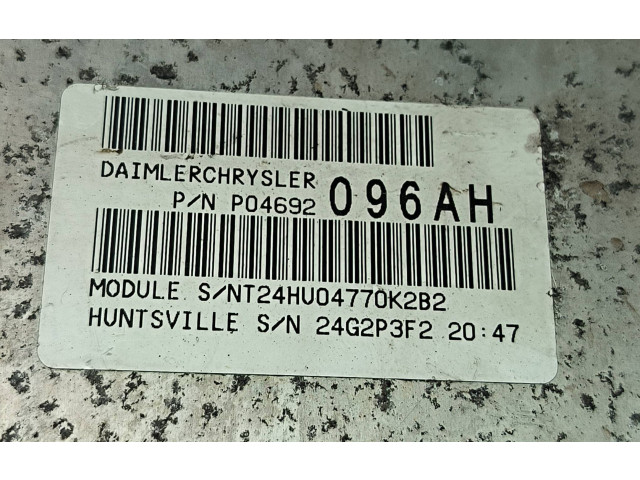 DAIMLERCHRYSLER
P/N P04692 096AH
MODULE S/NT24HU04770K2B2
HUNTSVILLE S/N 24G2P3F2 20:47